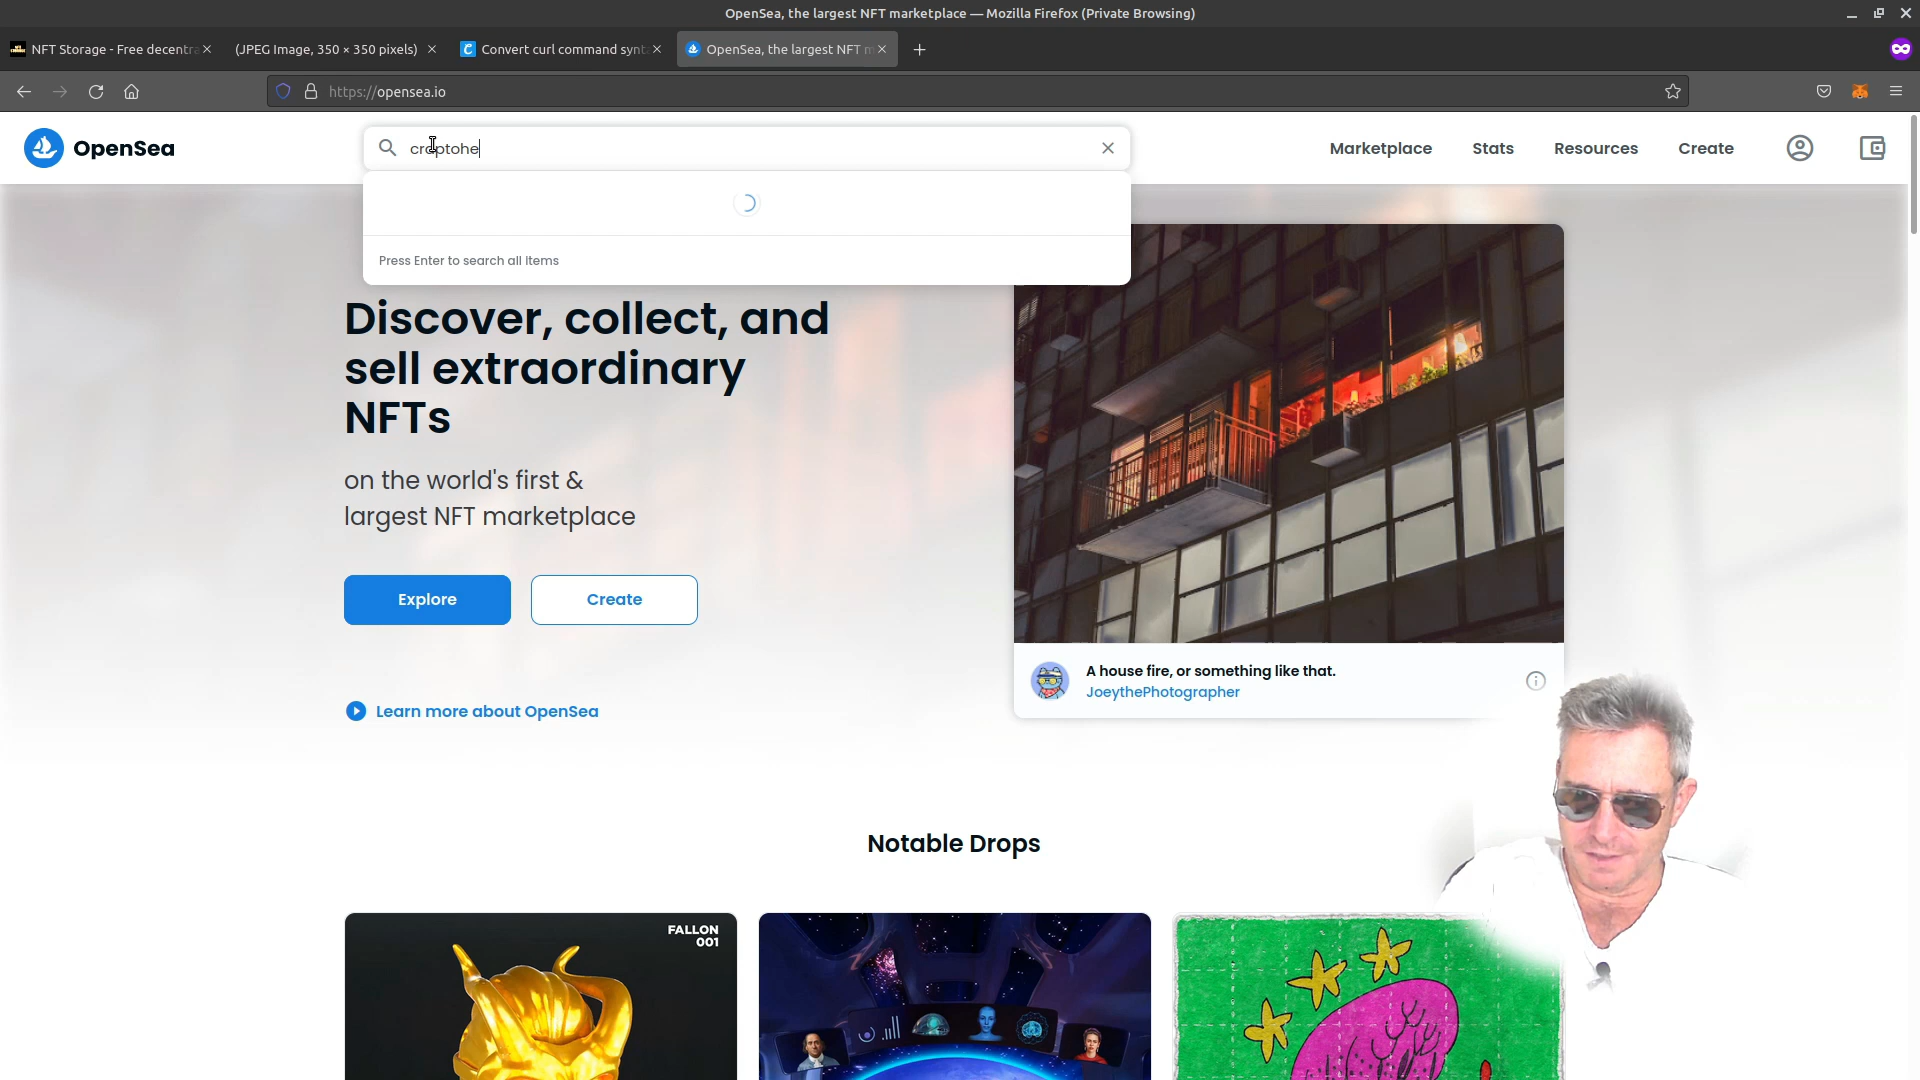 OpenSea, the largest NFT marketplace — Mozilla Firefox (Private Browsing)
NFT Storage - Free decentra
(JPEG Image, 350 × 350 pixels)
Convert curl command synt
OpenSea, the largest NFT m
https://opensea.io
OpenSea
croptohe
Marketplace
Stats
Resources
Create
Press Enter to search all items
Discover, collect, and
sell extraordinary
NFTs
on the world's first &
largest NFT marketplace
Explore
Create
A house fire, or something like that.
JoeythePhotographer
Learn more about OpenSea
Notable Drops
FALLON
001